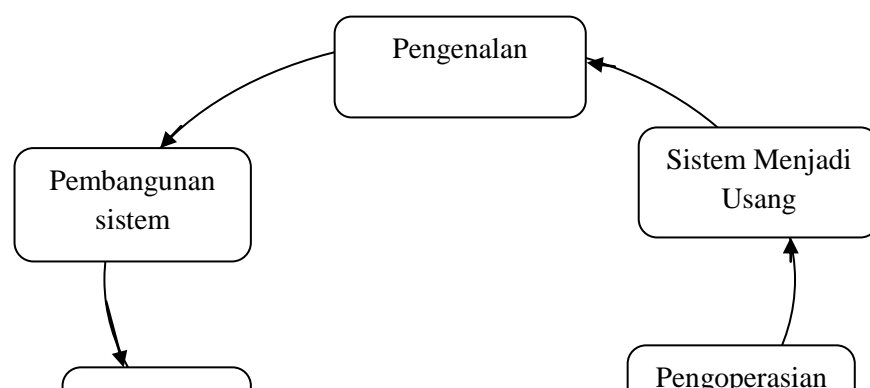 Pengenalan
Pembangunan
sistem
Sistem Menjadi
Usang
Pengoperasian